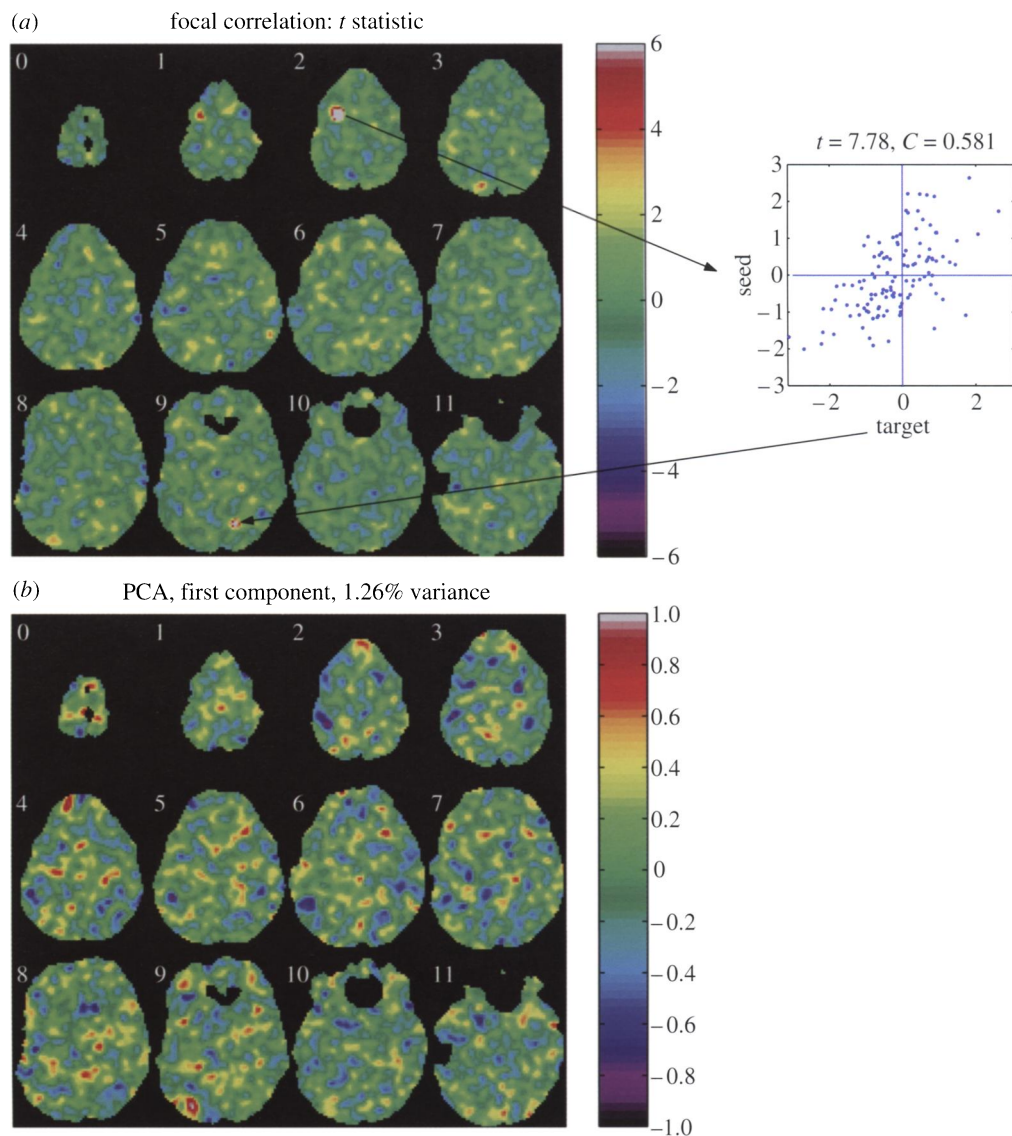 (a) focal correlation: t statistic
0 1 2 3
4 5 6 7
8 9 10 11
6
4
2
0
−2
−4
−6
t = 7.78, C = 0.581
3
2
1
0
−1
−2
−3
seed
−2 0 2
target
(b) PCA, first component, 1.26% variance
0 1 2 3
4 5 6 7
8 9 10 11
1.0
0.8
0.6
0.4
0.2
0
−0.2
−0.4
−0.6
−0.8
−1.0